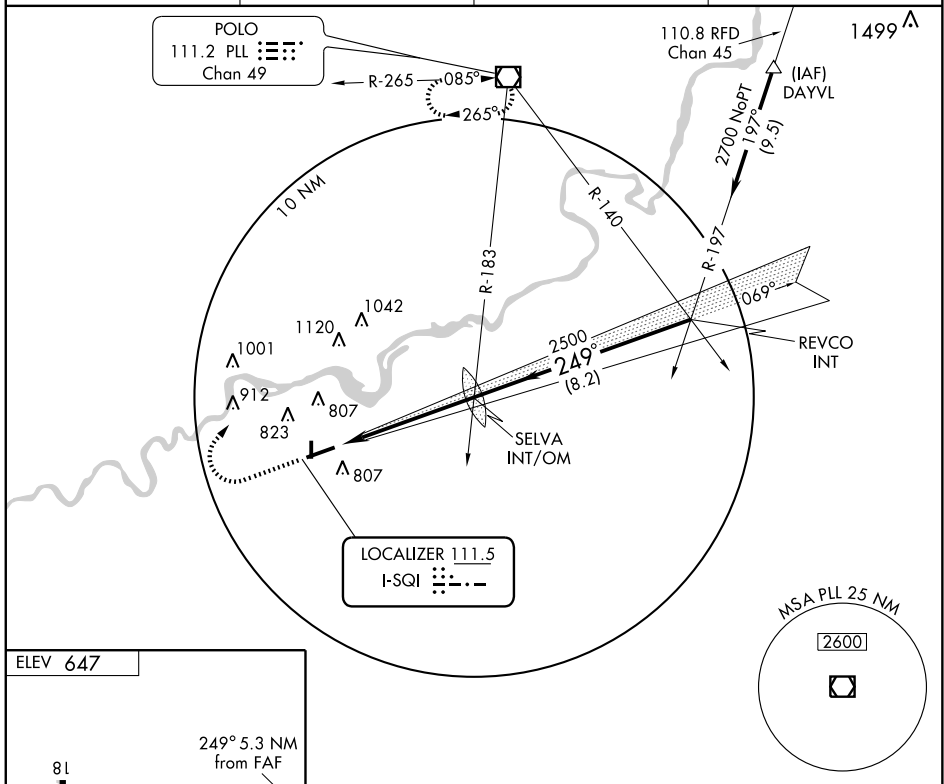 POLO
111.2 PLL
Chan 49
110.8 RFD
Chan 45
1499
(IAF)
DAYVL
R-265
085°
265°
2700 NoPT
197°
(9.5)
10 NM
R-140
R-183
R-197
069°
1042
1120
1001
2500
249°
(8.2)
REVCO
INT
912
807
823
SELVA
INT/OM
807
LOCALIZER 111.5
I-SQI
MSA PLL 25 NM
2600
ELEV 647
249° 5.3 NM
from FAF
18